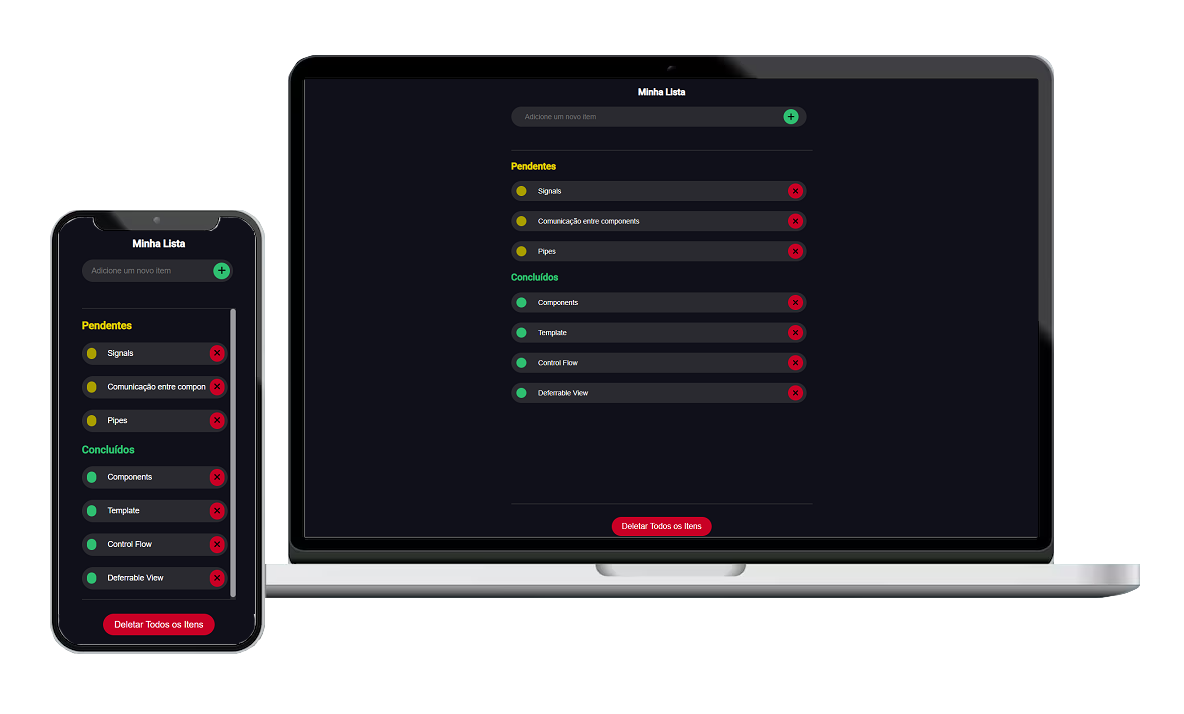 Minha Lista
Adicione um novo item
Pendentes
Signals
Comunicação entre components
Pipes
Concluídos
Components
Template
Control Flow
Deferrable View
Deletar Todos os Itens
Minha Lista
Adicione um novo item
Pendentes
Signals
Comunicação entre compon
Pipes
Concluídos
Components
Template
Control Flow
Deferrable View
Deletar Todos os Itens